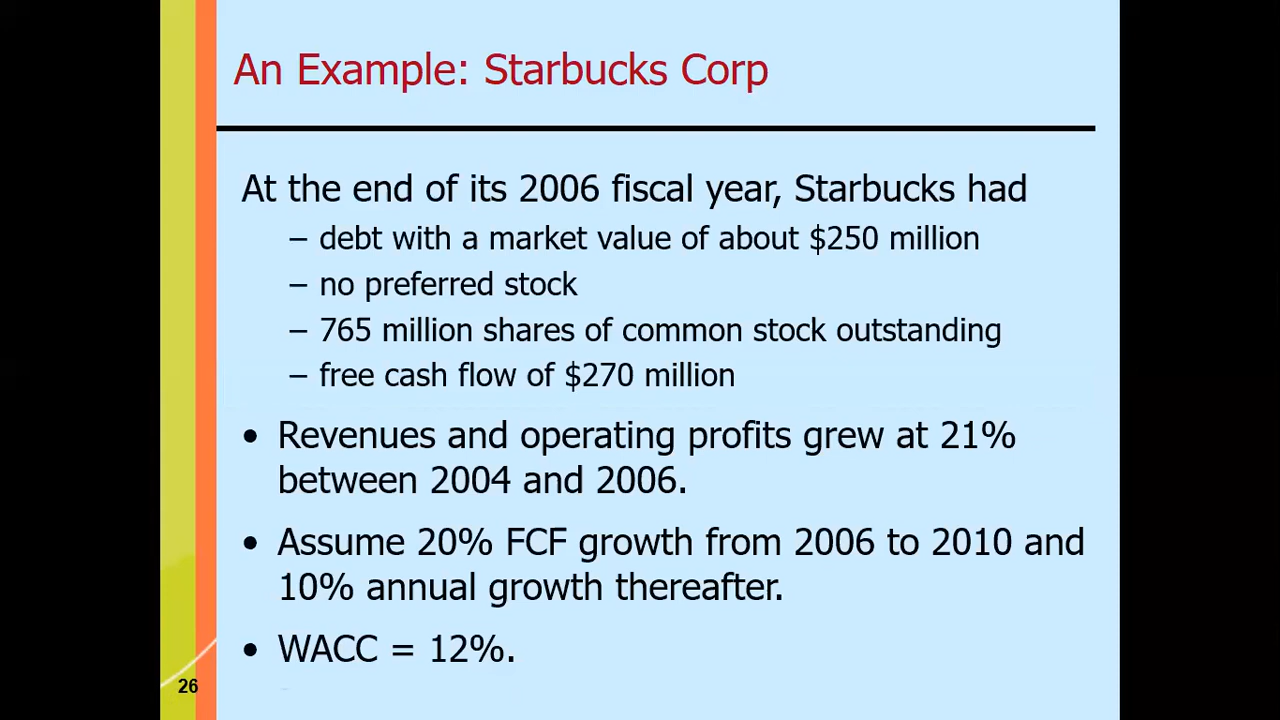 An Example: Starbucks Corp
At the end of its 2006 fiscal year, Starbucks had
– debt with a market value of about $250 million
– no preferred stock
– 765 million shares of common stock outstanding
– free cash flow of $270 million
• Revenues and operating profits grew at 21%
between 2004 and 2006.
• Assume 20% FCF growth from 2006 to 2010 and
10% annual growth thereafter.
• WACC = 12%.
26